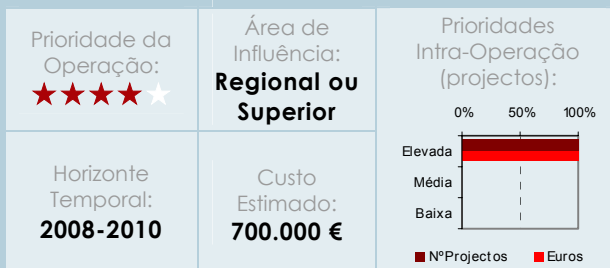 Prioridade da
Operação:
Área de
Influência:
Regional ou
Superior
Prioridades
Intra-Operação
(projectos):
0% 50% 100%
Elevada
Média
Baixa
NºProjectos Euros
Horizonte
Temporal:
2008-2010
Custo
Estimado:
700.000 €